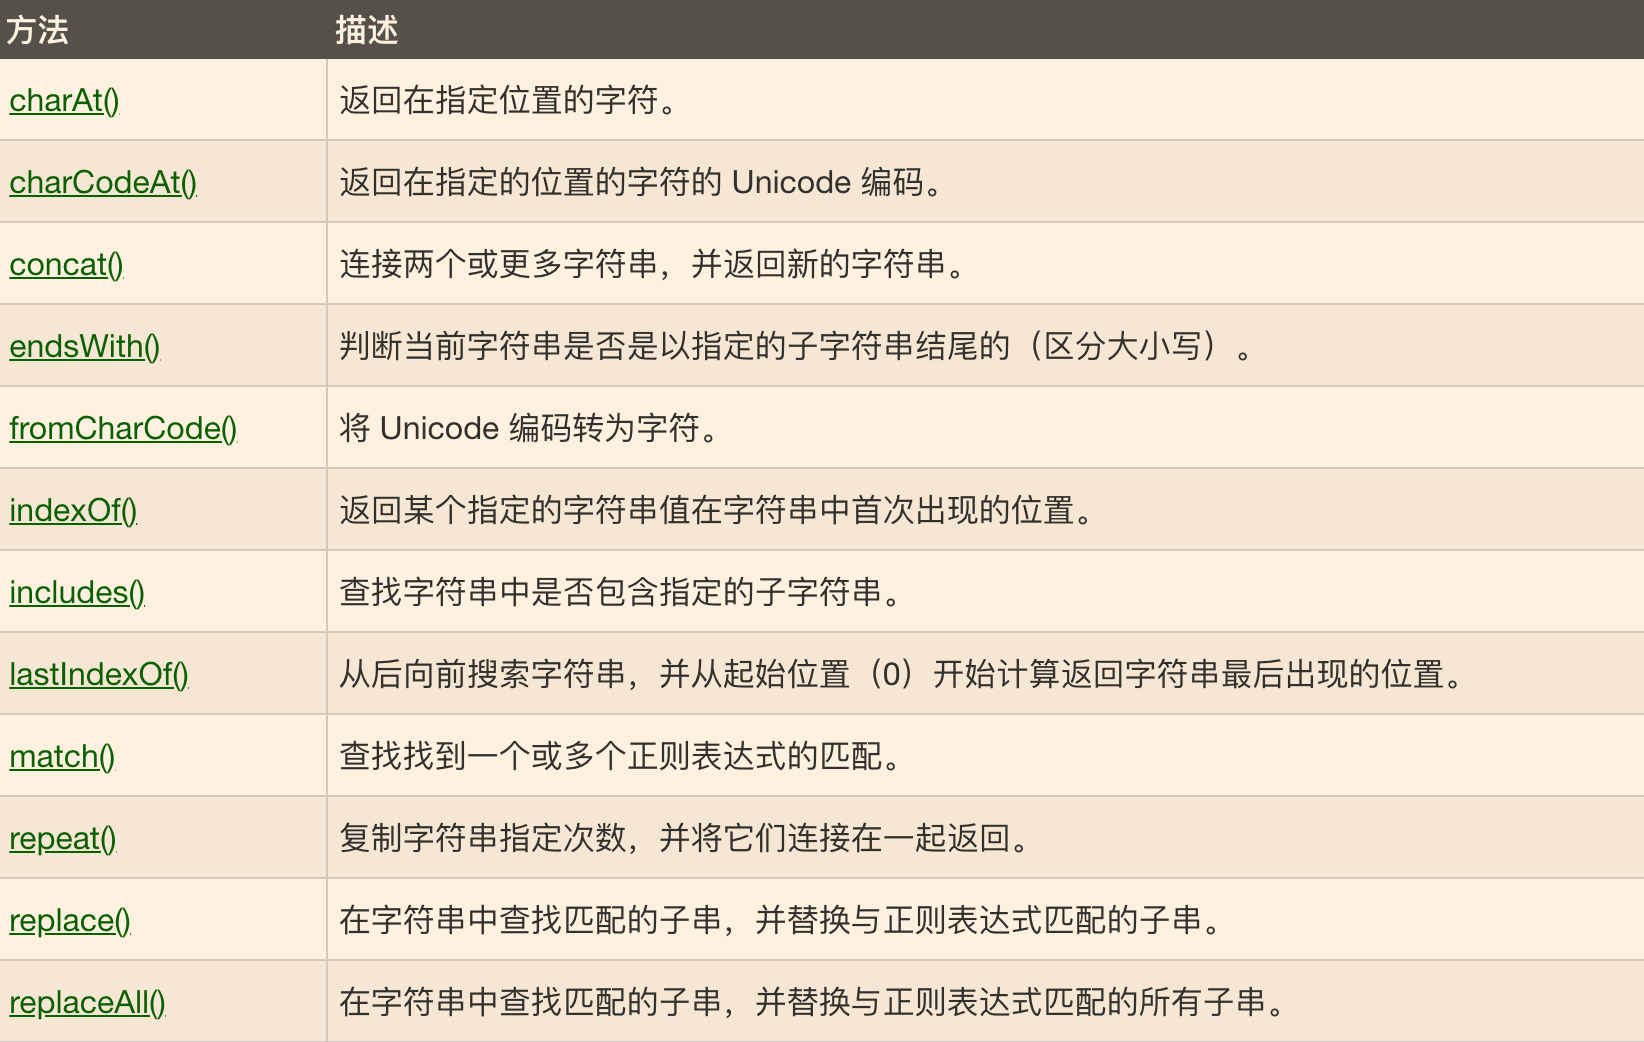 方法 描述
charAt() 返回在指定位置的字符。
charCodeAt() 返回在指定的位置的字符的 Unicode 编码。
concat() 连接两个或更多字符串，并返回新的字符串。
endsWith() 判断当前字符串是否是以指定的子字符串结尾的（区分大小写）。
fromCharCode() 将 Unicode 编码转为字符。
indexOf() 返回某个指定的字符串值在字符串中首次出现的位置。
includes() 查找字符串中是否包含指定的子字符串。
lastIndexOf() 从后向前搜索字符串，并从起始位置（0）开始计算返回字符串最后出现的位置。
match() 查找找到一个或多个正则表达式的匹配。
repeat() 复制字符串指定次数，并将它们连接在一起返回。
replace() 在字符串中查找匹配的子串，并替换与正则表达式匹配的子串。
replaceAll() 在字符串中查找匹配的子串，并替换与正则表达式匹配的所有子串。